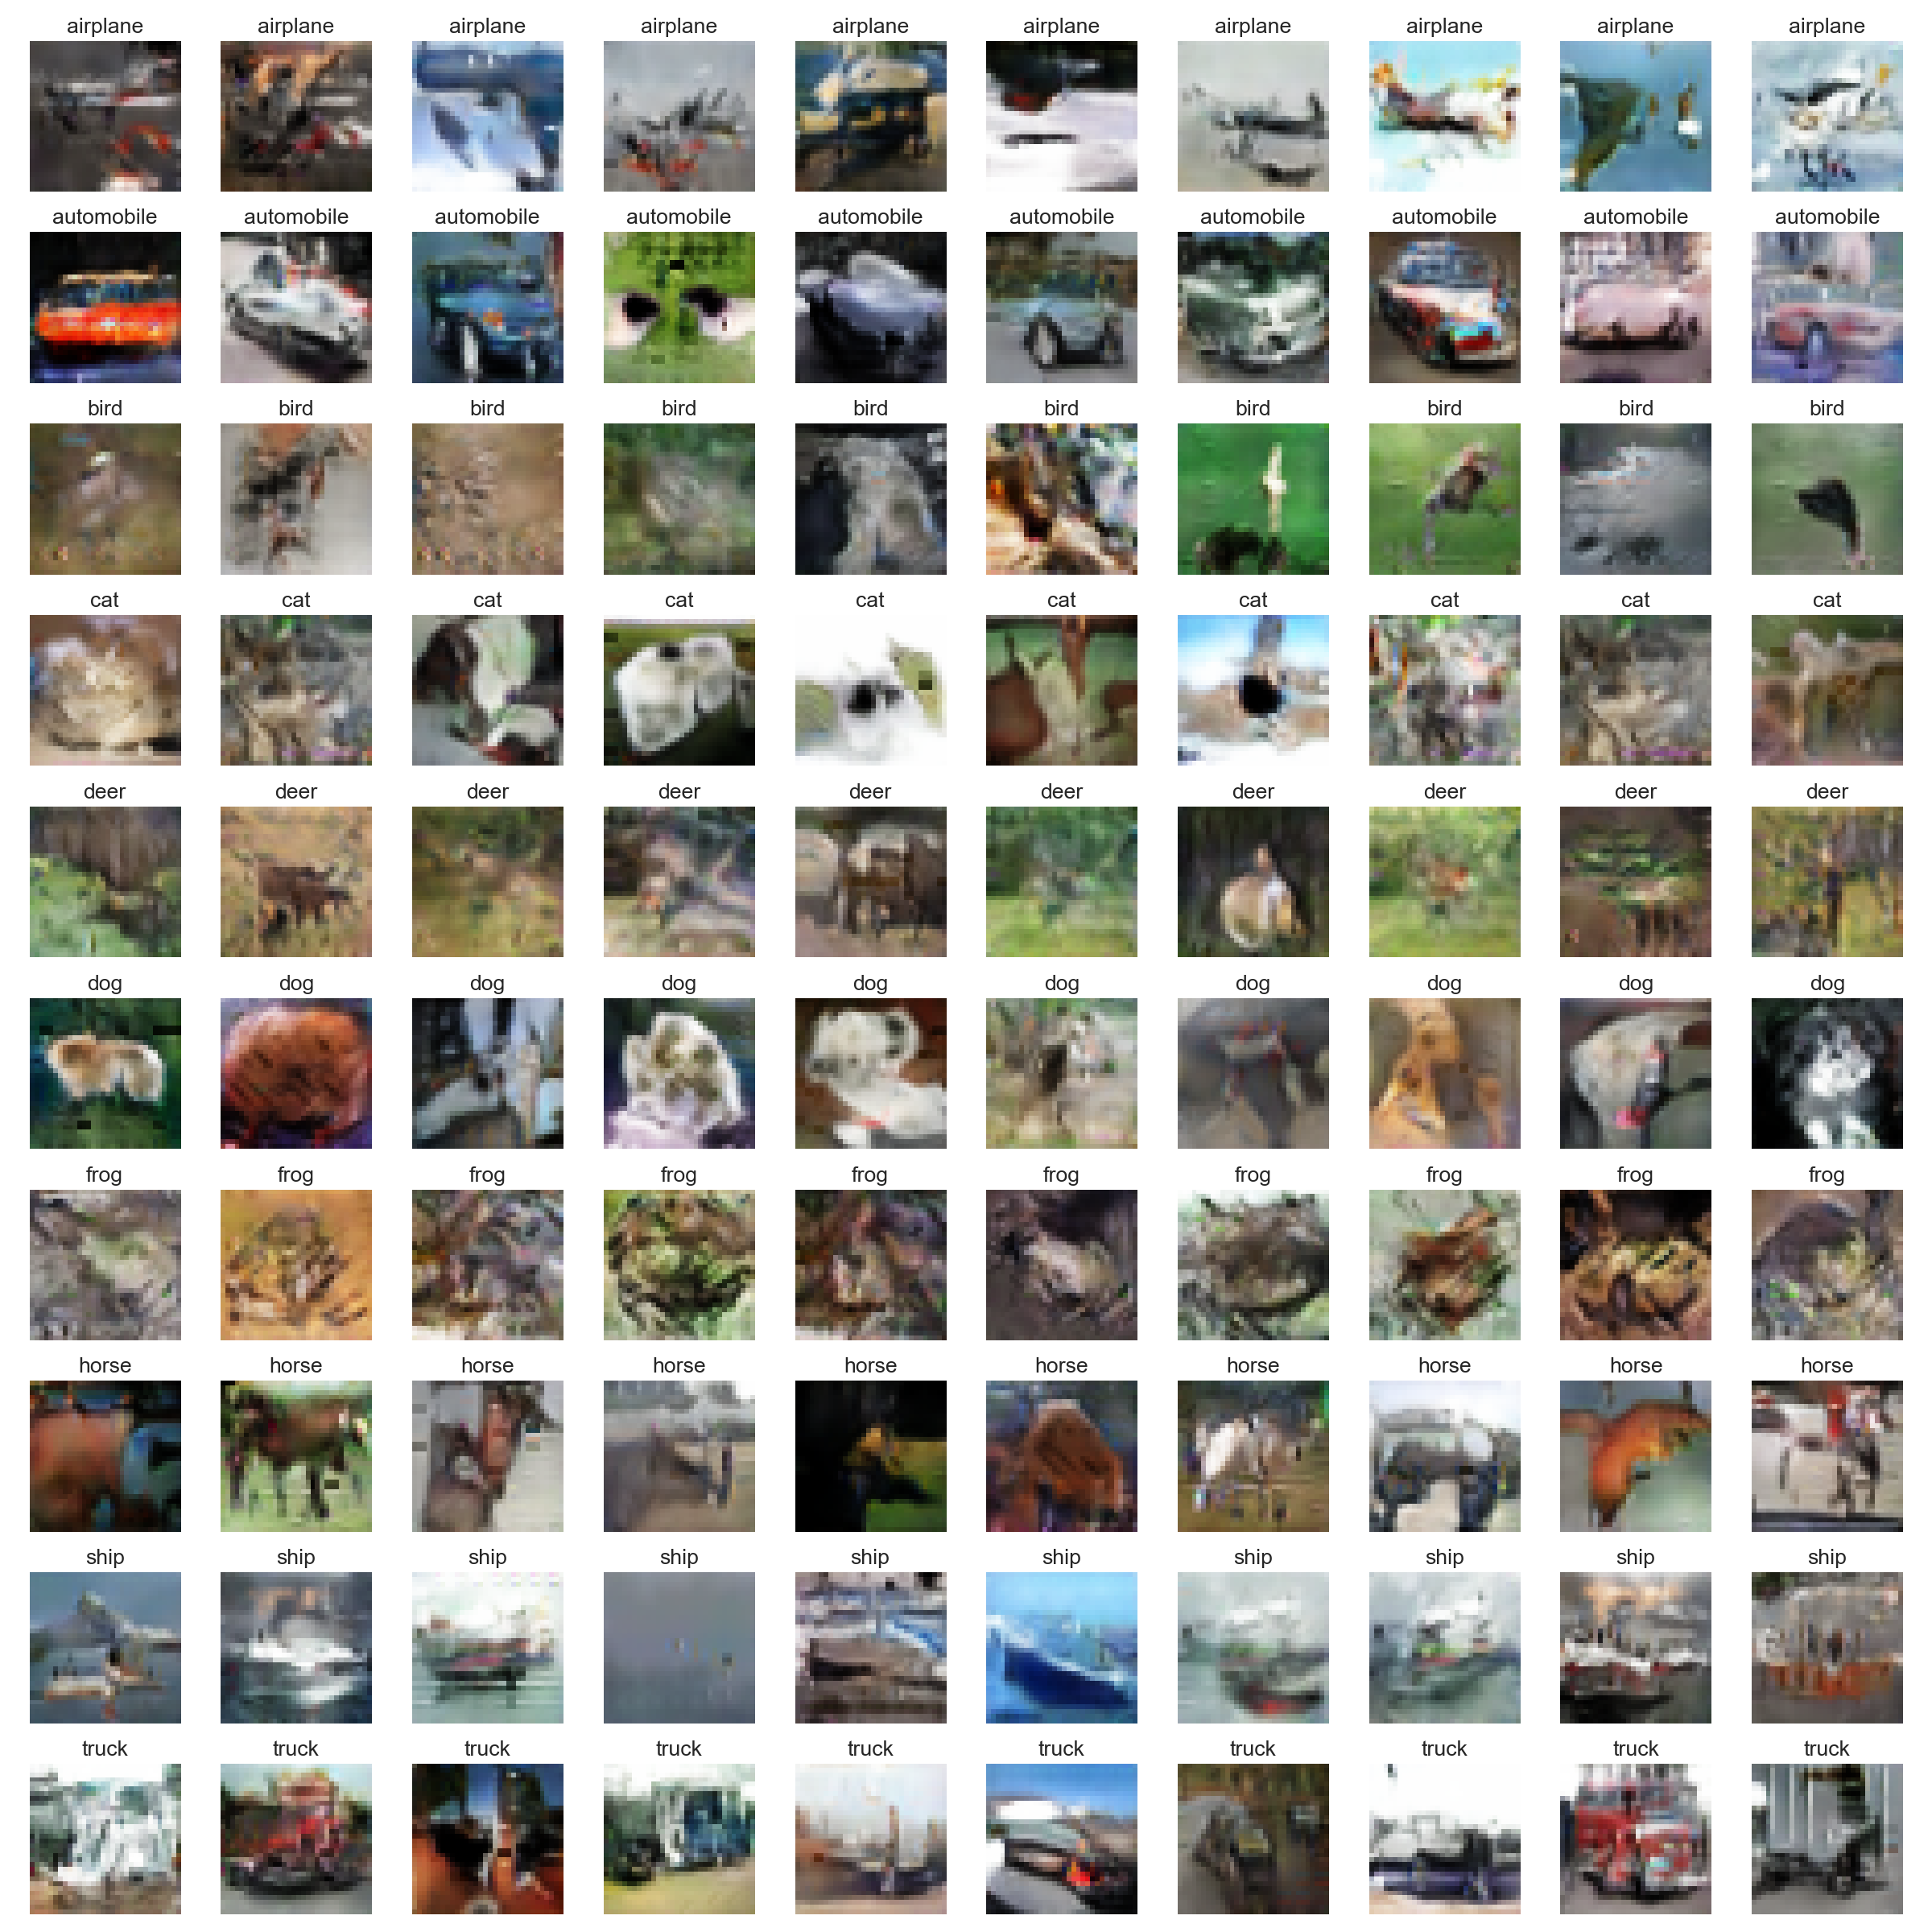 airplane airplane airplane airplane airplane airplane airplane airplane airplane airplane
automobile automobile automobile automobile automobile automobile automobile automobile automobile automobile
bird bird bird bird bird bird bird bird bird bird
cat cat cat cat cat cat cat cat cat cat
deer deer deer deer deer deer deer deer deer deer
dog dog dog dog dog dog dog dog dog dog
frog frog frog frog frog frog frog frog frog frog
horse horse horse horse horse horse horse horse horse horse
ship ship ship ship ship ship ship ship ship ship
truck truck truck truck truck truck truck truck truck truck